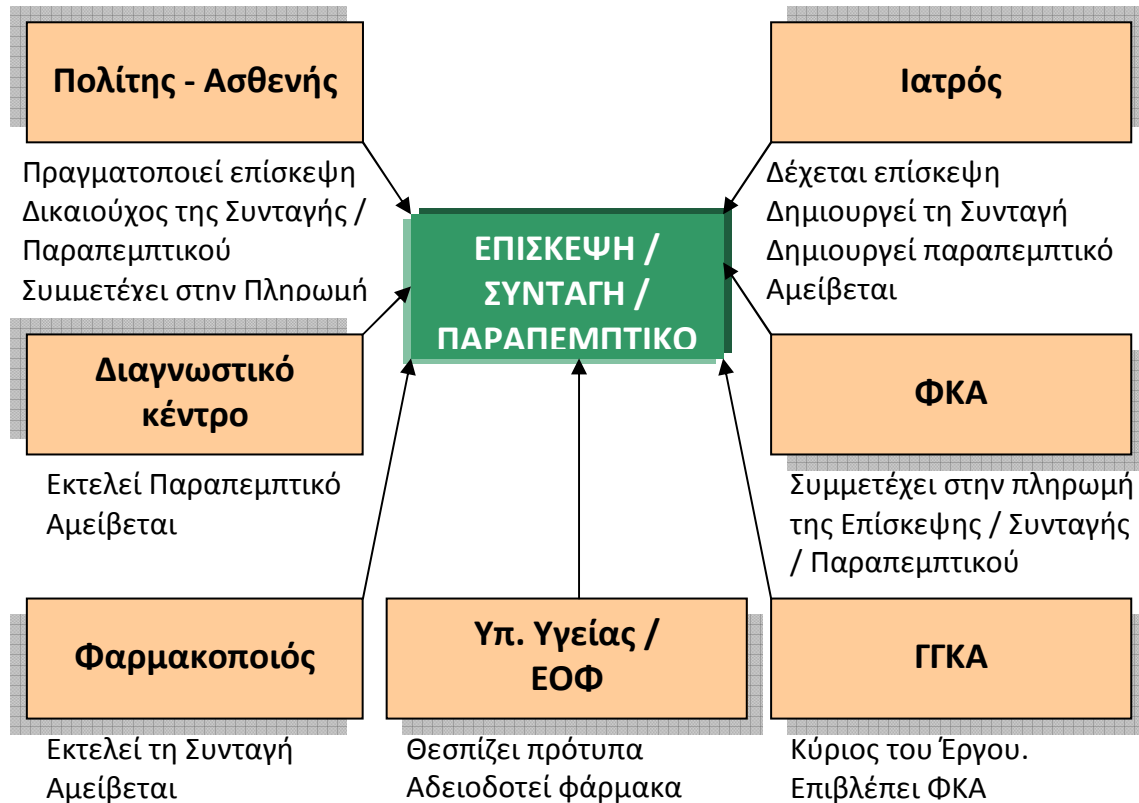 Πολίτης - Ασθενής
Πραγματοποιεί επίσκεψη
Δικαιούχος της Συνταγής /
Παραπεμπτικού
Συμμετέχει στην Πληρωμή
Ιατρός
Δέχεται επίσκεψη
Δημιουργεί τη Συνταγή
Δημιουργεί παραπεμπτικό
Αμείβεται
ΕΠΙΣΚΕΨΗ /
ΣΥΝΤΑΓΗ /
ΠΑΡΑΠΕΜΠΤΙΚΟ
Διαγνωστικό
κέντρο
Εκτελεί Παραπεμπτικό
Αμείβεται
ΦΚΑ
Συμμετέχει στην πληρωμή
της Επίσκεψης / Συνταγής
/ Παραπεμπτικού
Φαρμακοποιός
Εκτελεί τη Συνταγή
Αμείβεται
Υπ. Υγείας /
ΕΟΦ
Θεσπίζει πρότυπα
Αδειοδοτεί φάρμακα
ΓΓΚΑ
Κύριος του Έργου.
Επιβλέπει ΦΚΑ